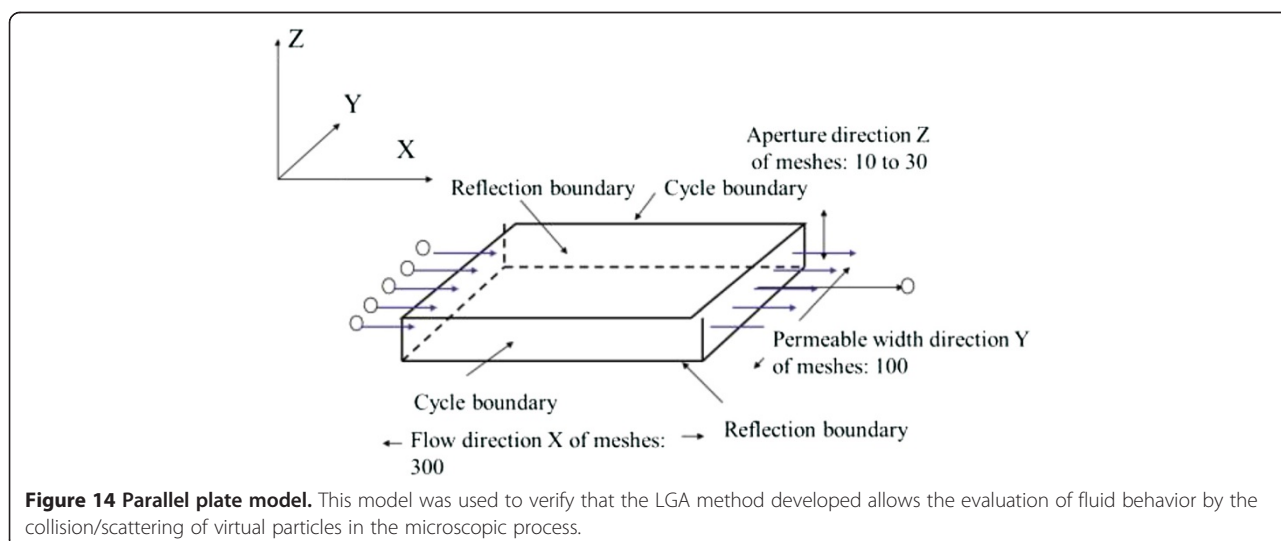 Z
Y
X
Aperture direction Z
of meshes: 10 to 30
Reflection boundary
Cycle boundary
Permeable width direction Y
of meshes: 100
Cycle boundary
Reflection boundary
Flow direction X of meshes:
300
Figure 14 Parallel plate model. This model was used to verify that the LGA method developed allows the evaluation of fluid behavior by the
collision/scattering of virtual particles in the microscopic process.